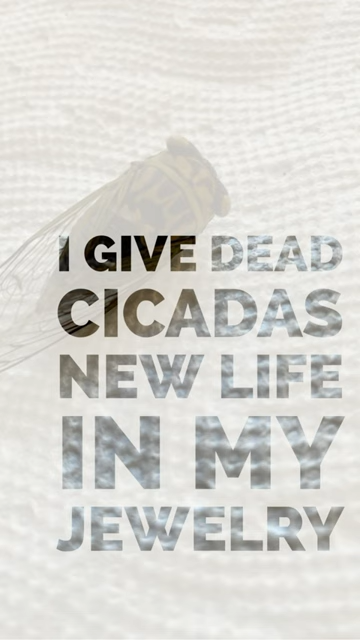 I GIVE DEAD
CICADAS
NEW LIFE
IN MY
JEWELRY